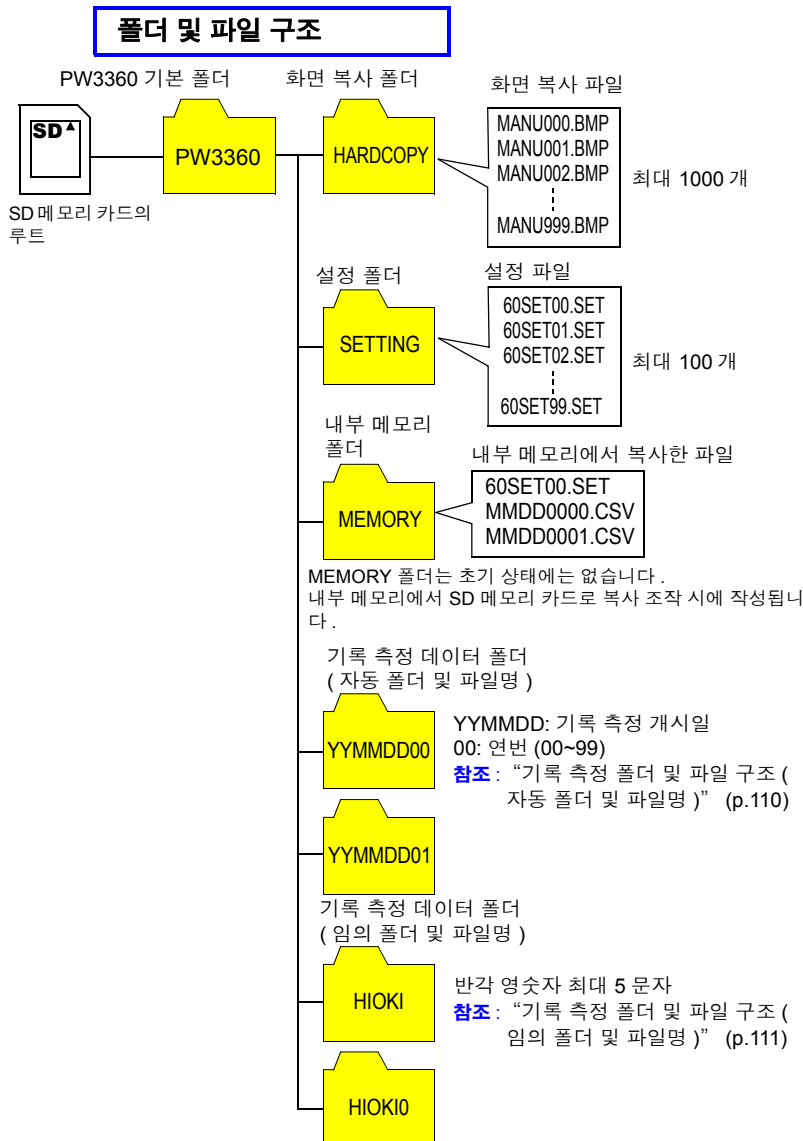 폴더 및 파일 구조
PW3360 기본 폴더
화면 복사 폴더
화면 복사 파일
SD
PW3360
HARDCOPY
MANU000.BMP
MANU001.BMP
MANU002.BMP
MANU999.BMP
최대 1000 개
SD 메모리 카드의
루트
설정 폴더
설정 파일
SETTING
60SET00.SET
60SET01.SET
60SET02.SET
60SET99.SET
최대 100 개
내부 메모리
폴더
내부 메모리에서 복사한 파일
MEMORY
60SET00.SET
MMDD0000.CSV
MMDD0001.CSV
MEMORY 폴더는 초기 상태에는 없습니다 .
내부 메모리에서 SD 메모리 카드로 복사 조작 시에 작성됩니
다 .
기록 측정 데이터 폴더
( 자동 폴더 및 파일명 )
YYMMDD00
YYMMDD: 기록 측정 개시일
00: 연번 (00~99)
참조 : “기록 측정 폴더 및 파일 구조 (
자동 폴더 및 파일명 )” (p.110)
YYMMDD01
기록 측정 데이터 폴더
( 임의 폴더 및 파일명 )
HIOKI
반각 영숫자 최대 5 문자
참조 : “기록 측정 폴더 및 파일 구조 (
임의 폴더 및 파일명 )” (p.111)
HIOKI0